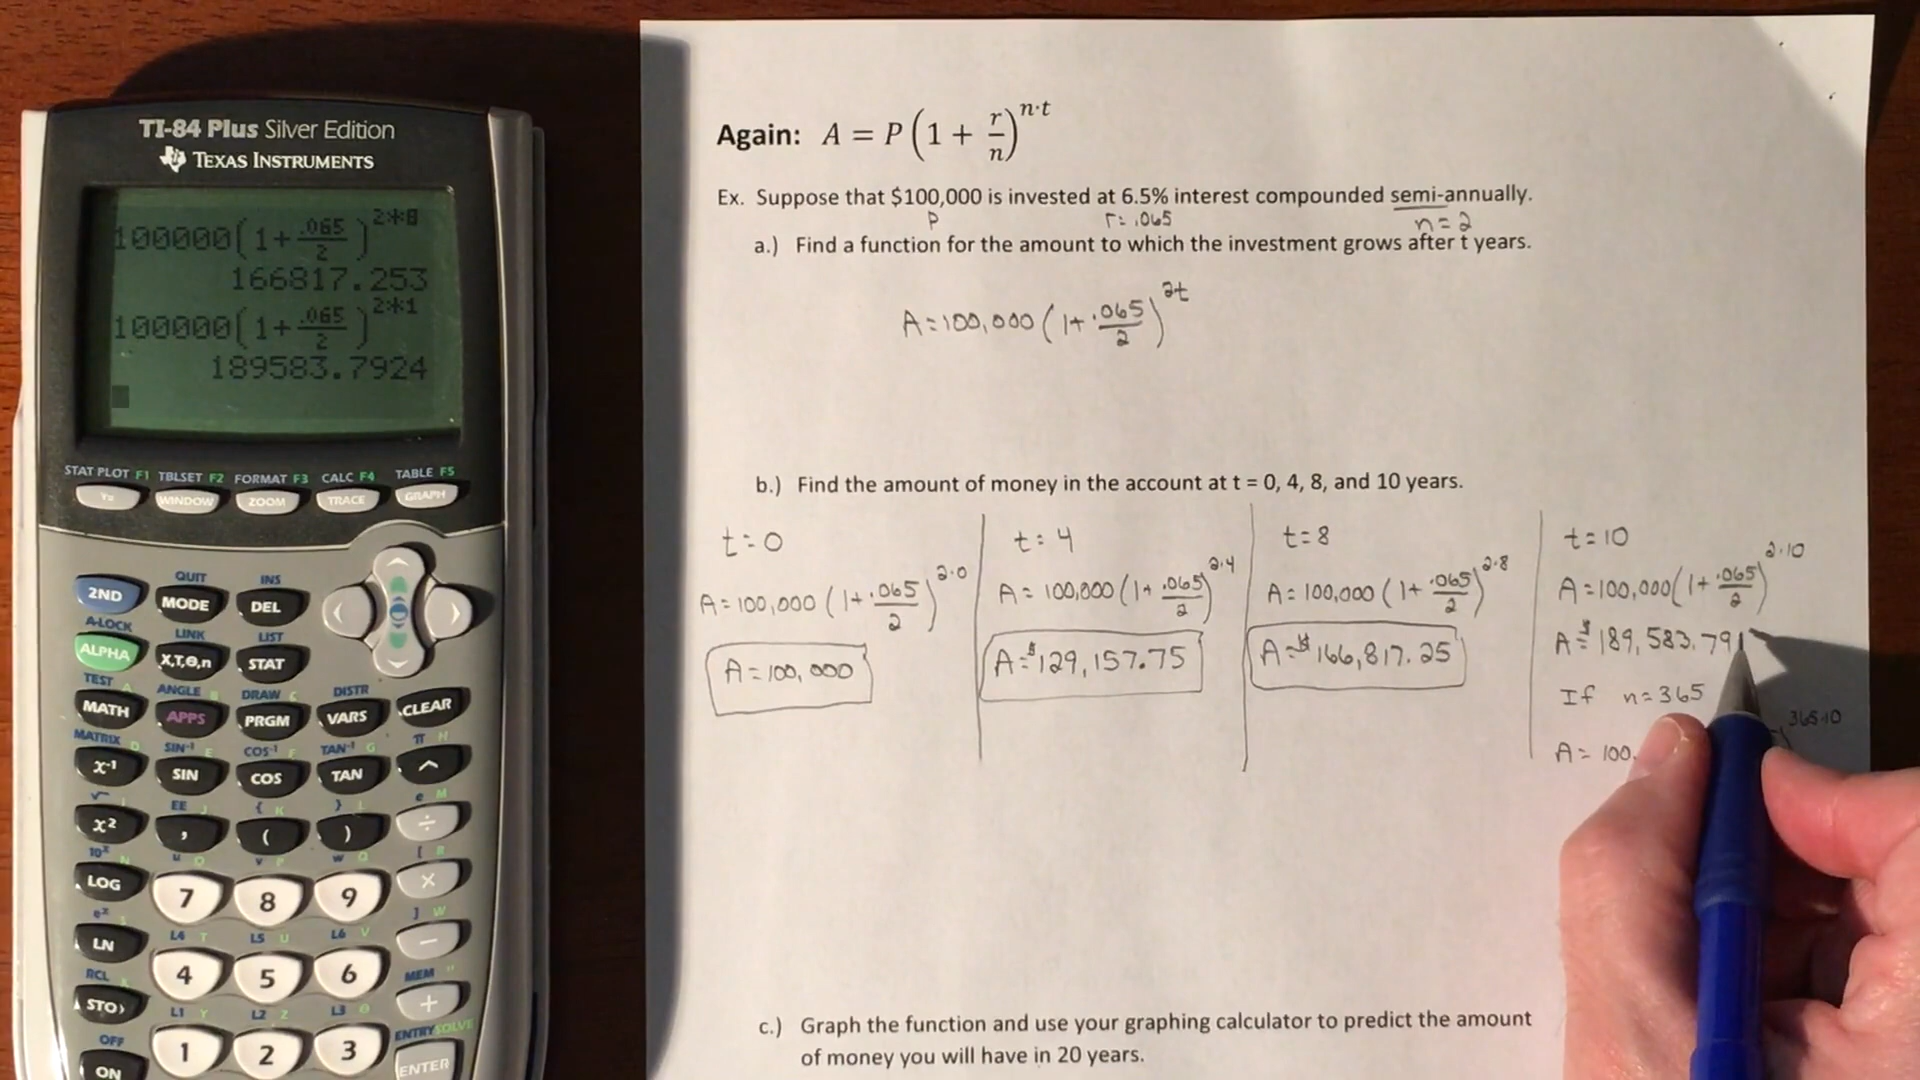 TI-84 Plus Silver Edition
TEXAS INSTRUMENTS
100000(1+.065/2)^2*8
166817.253
100000(1+.065/2)^2*1
189583.7924
STAT PLOT F1 TBLSET F2 FORMAT F3 CALC F4 TABLE F5
Y= WINDOW ZOOM TRACE GRAPH
QUIT INS
2ND MODE DEL
A-LOCK LINK LIST
ALPHA X,T,θ,n STAT
TEST A ANGLE B DRAW C DISTR
MATH APPS PRGM VARS CLEAR
MATRIX D SIN⁻¹ E COS⁻¹ F TAN⁻¹ G π H
x⁻¹ SIN COS TAN ^
√ I EE J { K } L e M
x² , ( ) ÷
10ˣ N u O v P w Q [ R
LOG 7 8 9 ×
eˣ S L4 T L5 U L6 V ] W
LN 4 5 6 −
RCL L1 Y L2 Z L3 θ MEM "
STO› 1 2 3 +
OFF ENTRY SOLVE
ON ENTER
Again: A = P(1 + r/n)^n·t
Ex. Suppose that $100,000 is invested at 6.5% interest compounded semi-annually.
P r=.065 n=2
a.) Find a function for the amount to which the investment grows after t years.
A=100,000(1+.065/2)^2t
b.) Find the amount of money in the account at t = 0, 4, 8, and 10 years.
t=0
A=100,000(1+.065/2)^2·0
A=100,000
t=4
A=100,000(1+.065/2)^2·4
A=$129,157.75
t=8
A=100,000(1+.065/2)^2·8
A=$166,817.25
t=10
A=100,000(1+.065/2)^2·10
A=$189,583.791
If n=365
A=100, 365·10
c.) Graph the function and use your graphing calculator to predict the amount
of money you will have in 20 years.